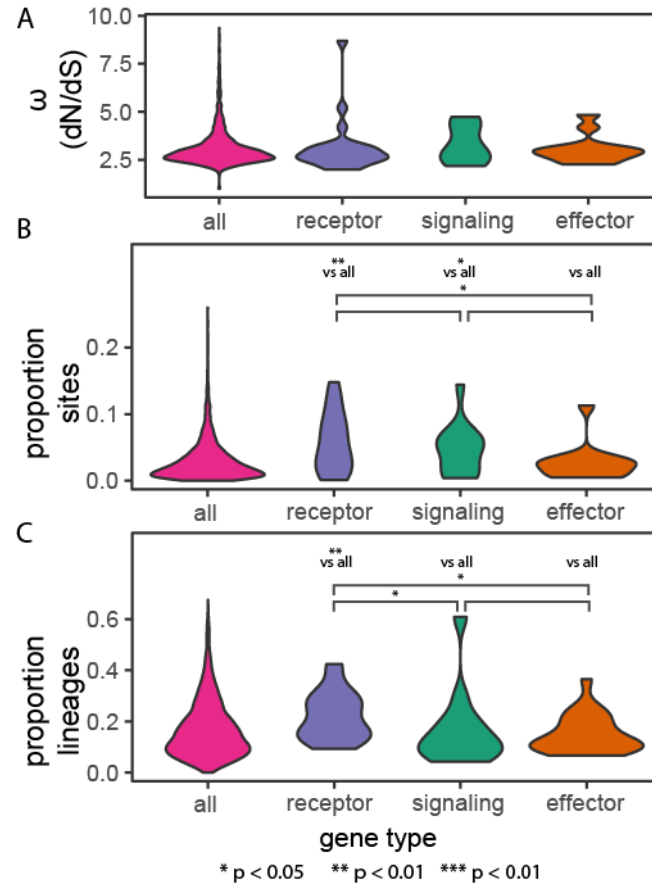 A
10.0
7.5
5.0
2.5
ω
(dN/dS)
all receptor signaling effector
B
** * 
vs all vs all vs all
*
0.2
0.1
0.0
proportion
sites
all receptor signaling effector
C
**
vs all vs all vs all
*
*
0.6
0.4
0.2
0.0
proportion
lineages
all receptor signaling effector
gene type
* p < 0.05 ** p < 0.01 *** p < 0.01